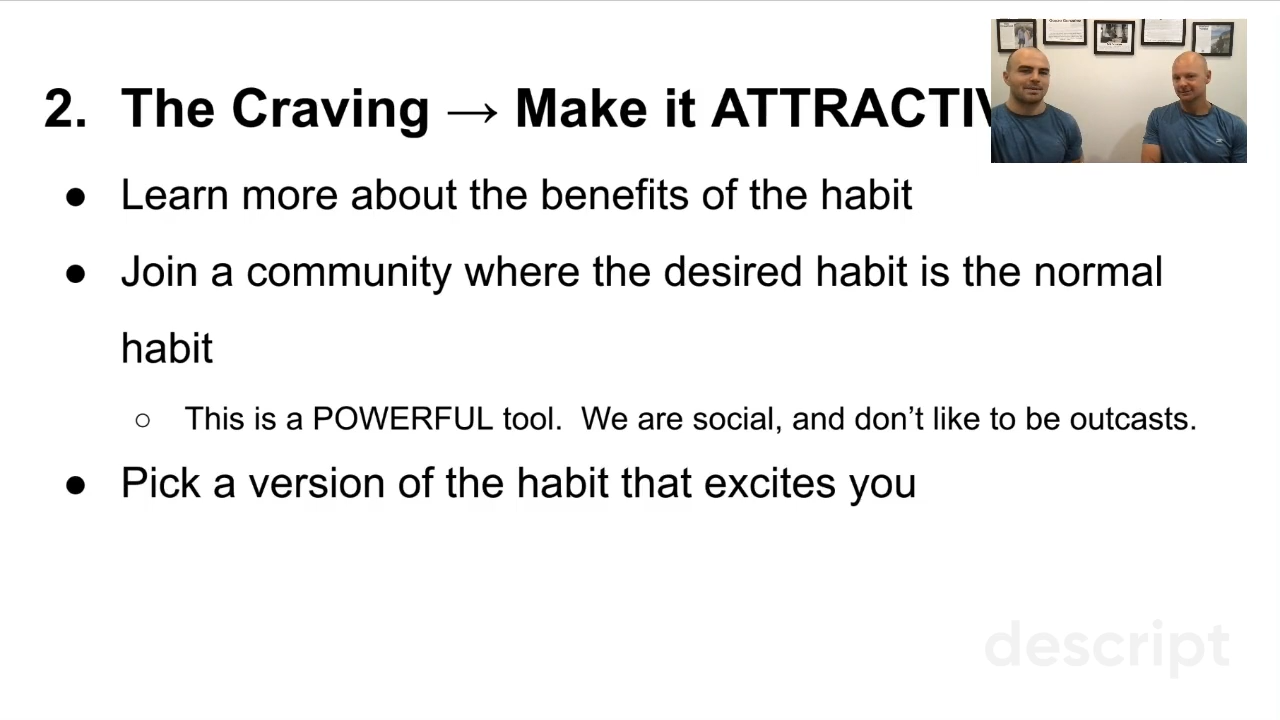 2. The Craving → Make it ATTRACTIV
● Learn more about the benefits of the habit
● Join a community where the desired habit is the normal
habit
○ This is a POWERFUL tool. We are social, and don’t like to be outcasts.
● Pick a version of the habit that excites you
descript